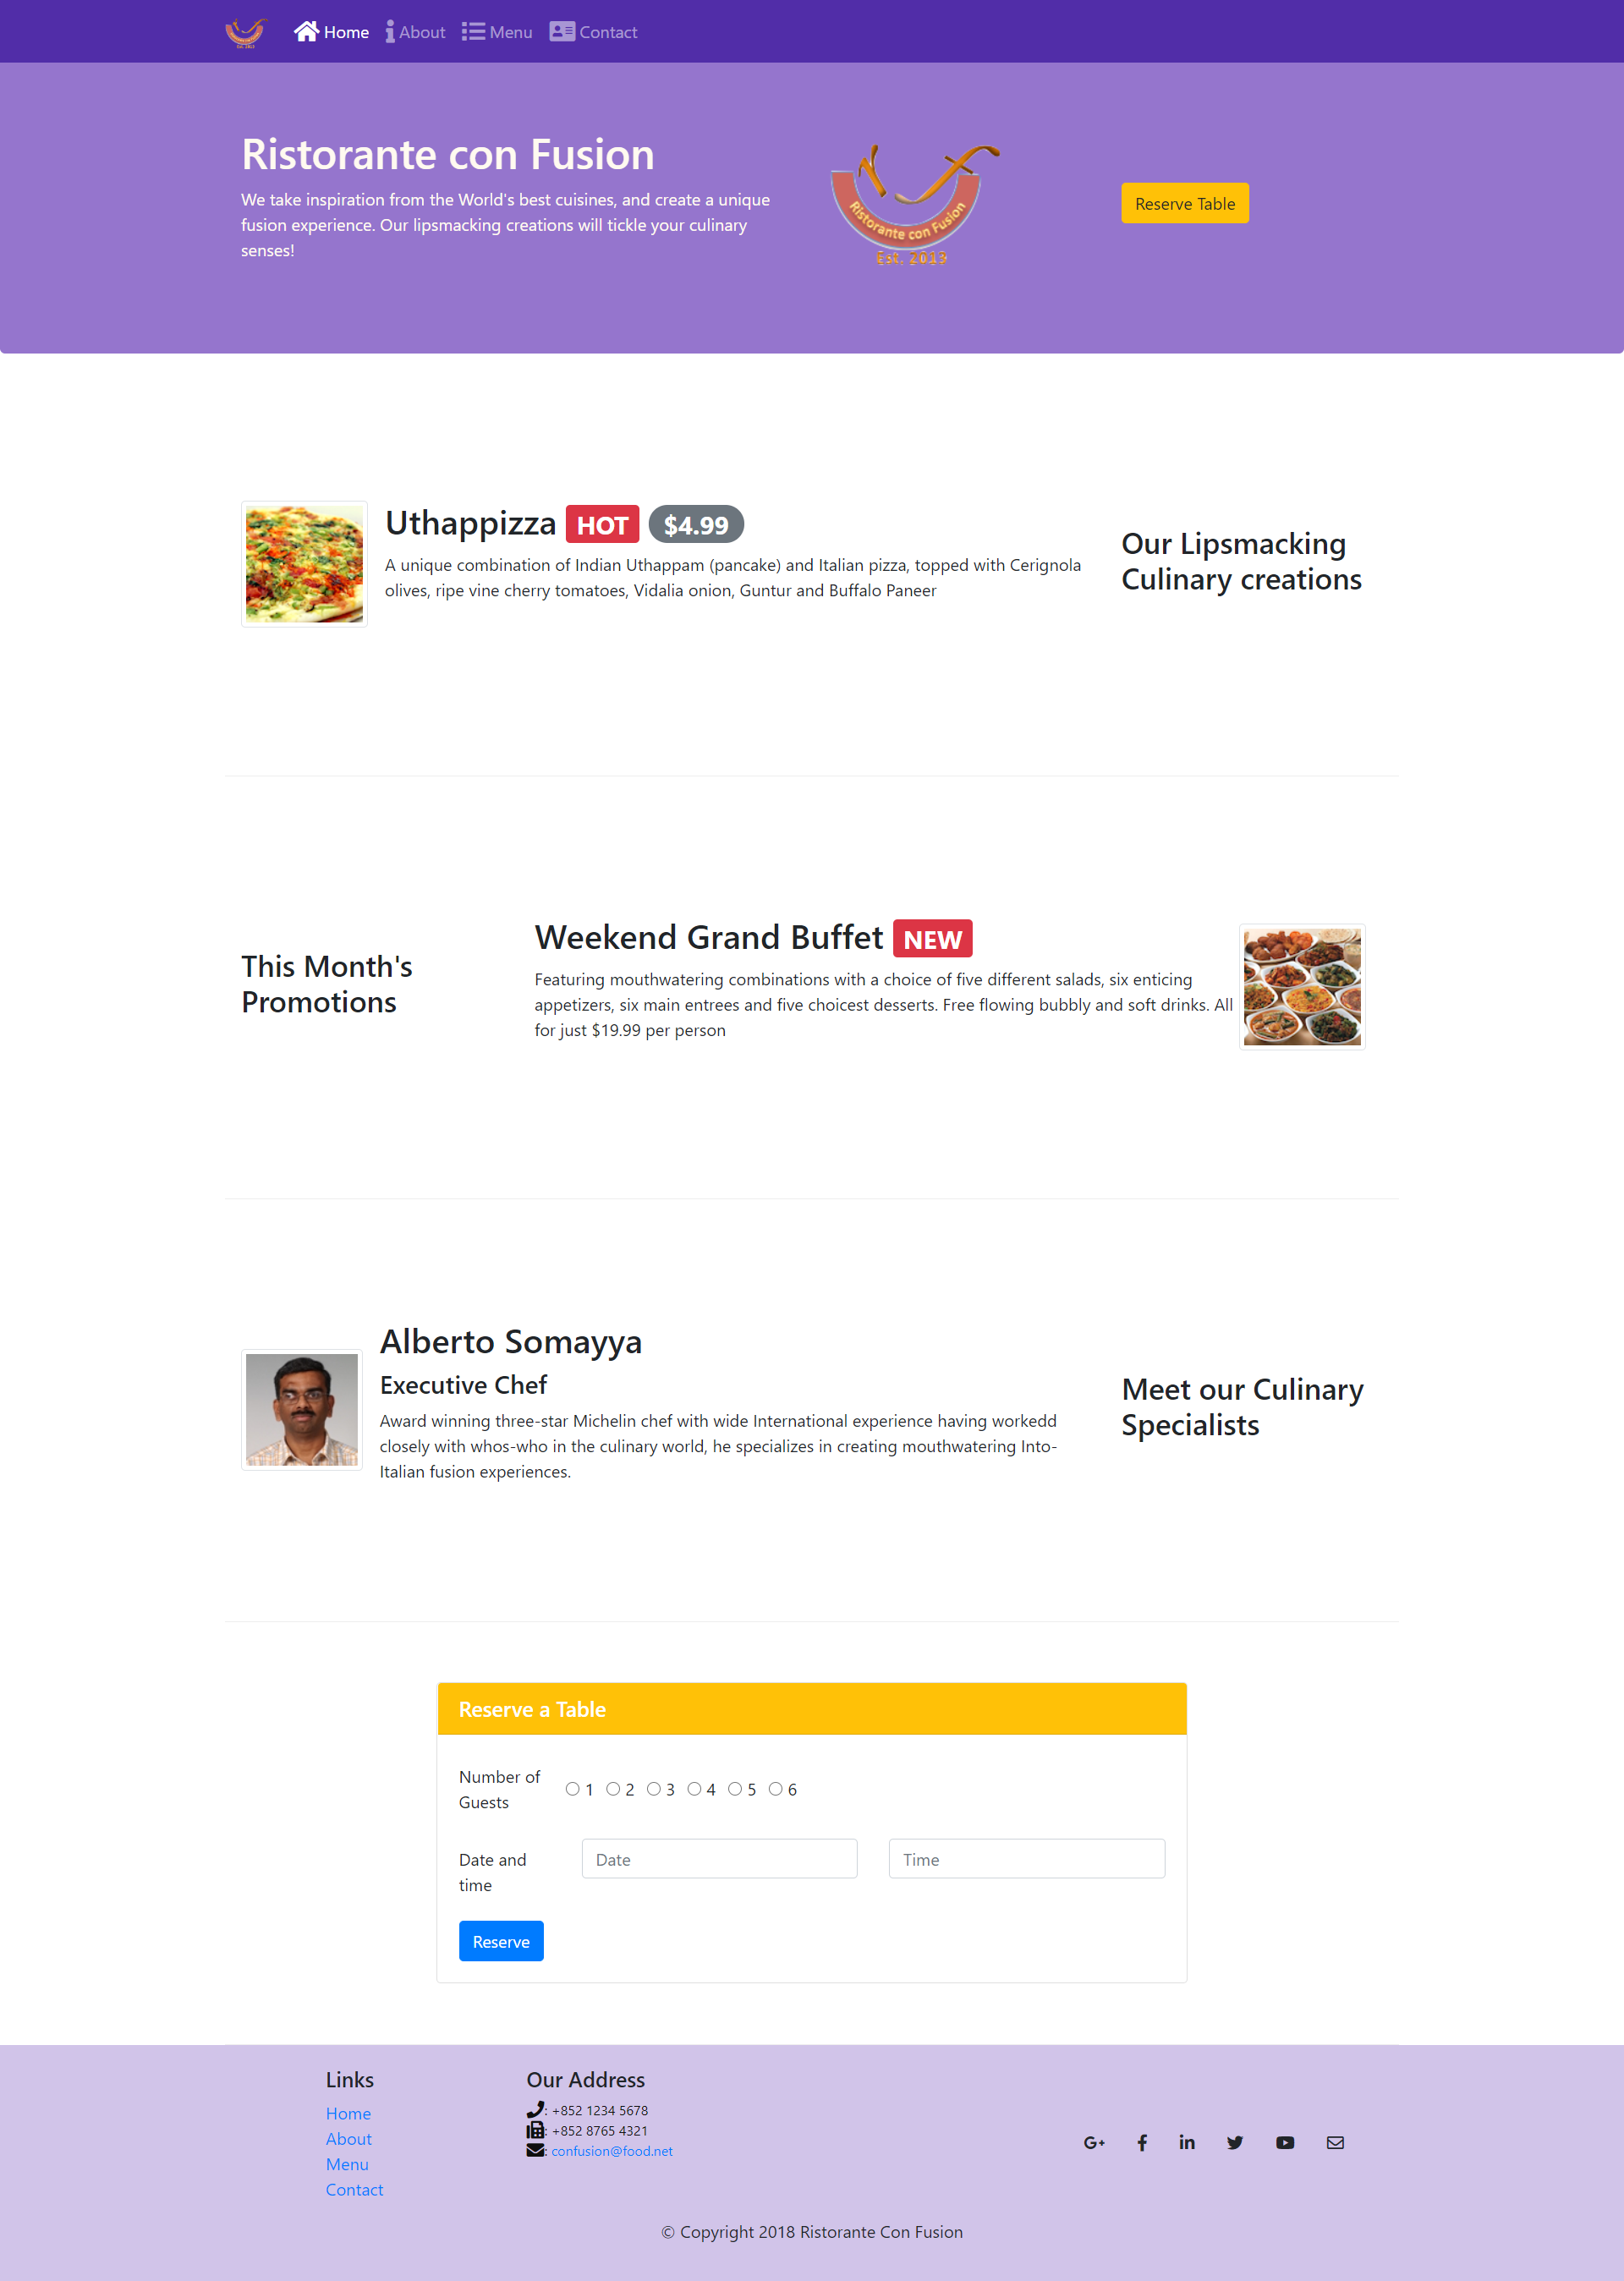 Home About Menu Contact
Ristorante con Fusion
We take inspiration from the World's best cuisines, and create a unique
fusion experience. Our lipsmacking creations will tickle your culinary
senses!
Ristorante con Fusion
Est. 2013
Reserve Table
Uthappizza HOT $4.99
A unique combination of Indian Uthappam (pancake) and Italian pizza, topped with Cerignola
olives, ripe vine cherry tomatoes, Vidalia onion, Guntur and Buffalo Paneer
Our Lipsmacking
Culinary creations
This Month's
Promotions
Weekend Grand Buffet NEW
Featuring mouthwatering combinations with a choice of five different salads, six enticing
appetizers, six main entrees and five choicest desserts. Free flowing bubbly and soft drinks. All
for just $19.99 per person
Alberto Somayya
Executive Chef
Award winning three-star Michelin chef with wide International experience having workedd
closely with whos-who in the culinary world, he specializes in creating mouthwatering Into-
Italian fusion experiences.
Meet our Culinary
Specialists
Reserve a Table
Number of
Guests
1 2 3 4 5 6
Date and
time
Date
Time
Reserve
Links
Home
About
Menu
Contact
Our Address
: +852 1234 5678
: +852 8765 4321
: confusion@food.net
© Copyright 2018 Ristorante Con Fusion